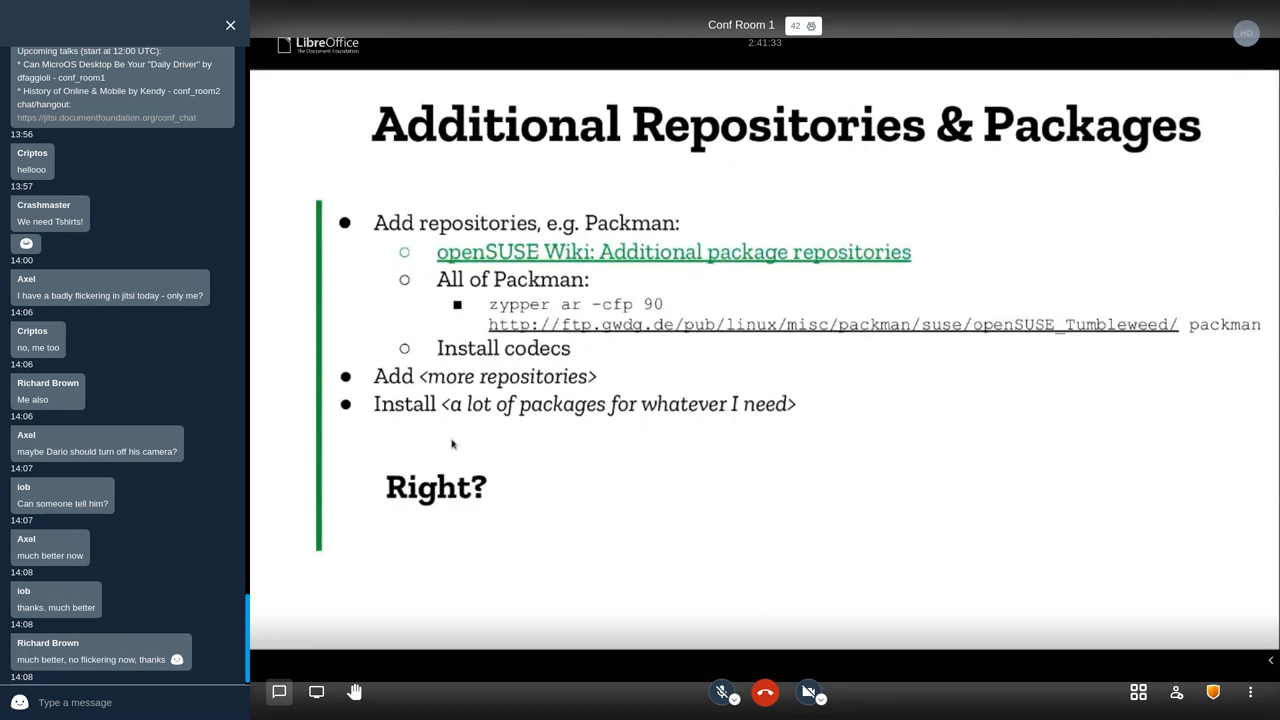 Upcoming talks (start at 12:00 UTC):
* Can MicroOS Desktop Be Your "Daily Driver" by
dfaggioli - conf_room1
* History of Online & Mobile by Kendy - conf_room2
chat/hangout:
https://jitsi.documentfoundation.org/conf_chat
13:56
Criptos
hellooo
13:57
Crashmaster
We need Tshirts!
14:00
Axel
I have a badly flickering in jitsi today - only me?
14:06
Criptos
no, me too
14:06
Richard Brown
Me also
14:06
Axel
maybe Dario should turn off his camera?
14:07
iob
Can someone tell him?
14:07
Axel
much better now
14:08
iob
thanks. much better
14:08
Richard Brown
much better, no flickering now, thanks
14:08
Type a message
Conf Room 1
42
2:41:33
HD
LibreOffice
The Document Foundation
Additional Repositories & Packages
● Add repositories, e.g. Packman:
○ openSUSE Wiki: Additional package repositories
○ All of Packman:
■ zypper ar -cfp 90
http://ftp.gwdg.de/pub/linux/misc/packman/suse/openSUSE_Tumbleweed/ packman
○ Install codecs
● Add <more repositories>
● Install <a lot of packages for whatever I need>
Right?